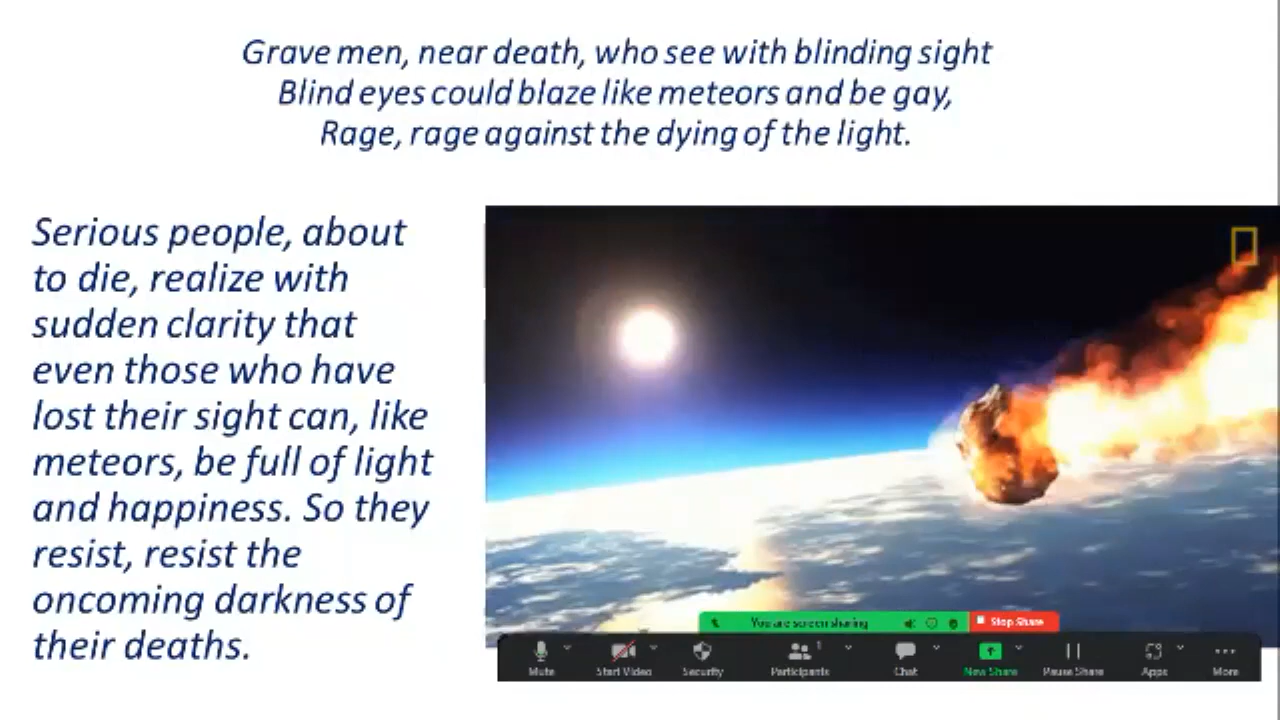 Grave men, near death, who see with blinding sight
Blind eyes could blaze like meteors and be gay,
Rage, rage against the dying of the light.
Serious people, about
to die, realize with
sudden clarity that
even those who have
lost their sight can, like
meteors, be full of light
and happiness. So they
resist, resist the
oncoming darkness of
their deaths.
You are screen sharing Stop Share
Mute Start Video Security Participants 1 Chat New Share Pause Share Apps More